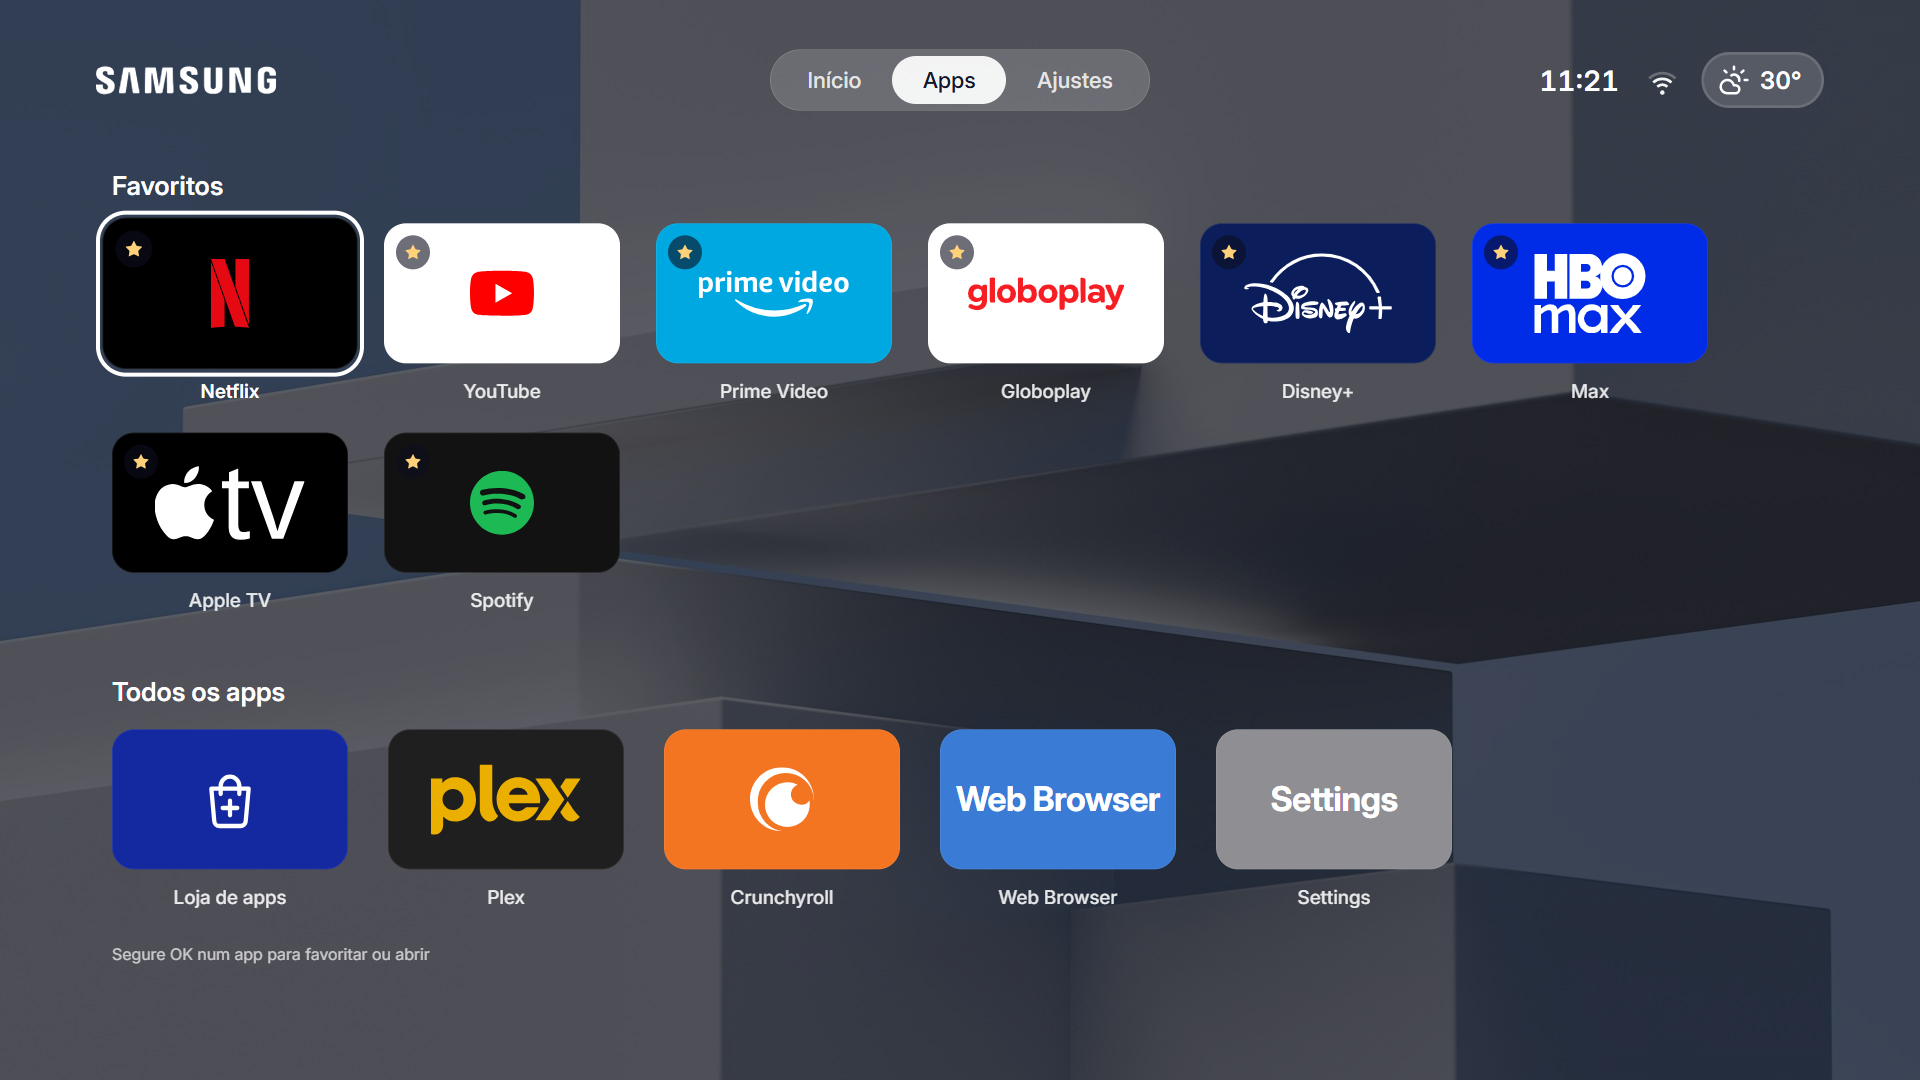 SAMSUNG
Início
Apps
Ajustes
11:21
30°
Favoritos
prime video
globoplay
Disney+
HBO
max
Netflix
YouTube
Prime Video
Globoplay
Disney+
Max
tv
Apple TV
Spotify
Todos os apps
plex
Web Browser
Settings
Loja de apps
Plex
Crunchyroll
Web Browser
Settings
Segure OK num app para favoritar ou abrir